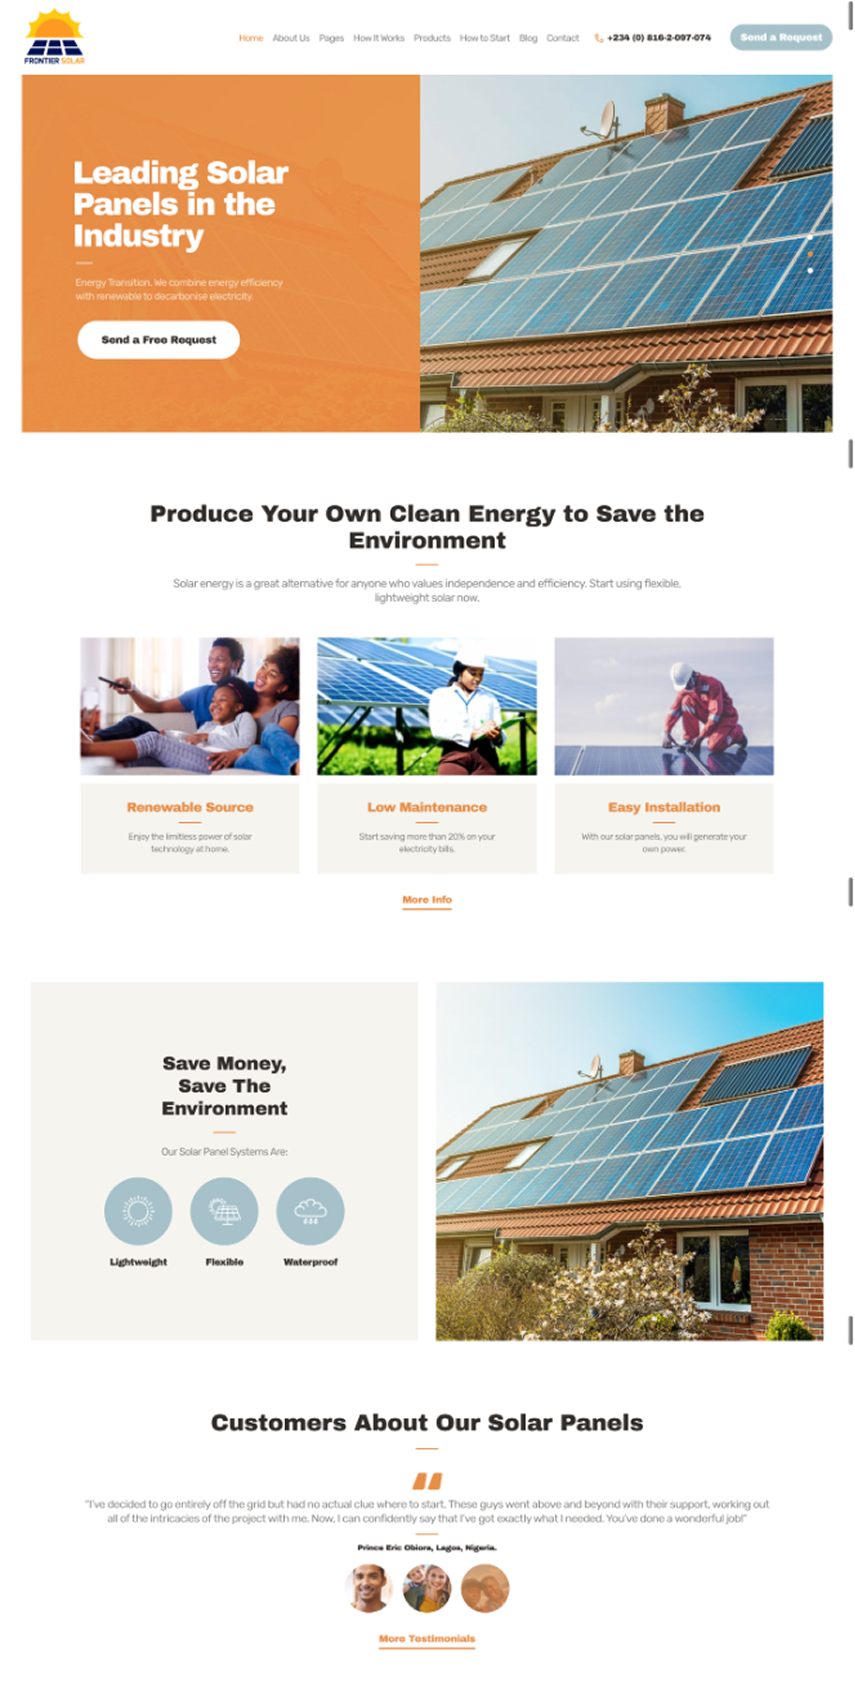 FRONTIER SOLAR
Home About Us Pages How It Works Products How to Start Blog Contact +234 (0) 816-2-097-074 Send a Request
Leading Solar
Panels in the
Industry
Energy Transition. We combine energy efficiency
with renewable to decarbonise electricity.
Send a Free Request
Produce Your Own Clean Energy to Save the
Environment
Solar energy is a great alternative for anyone who values independence and efficiency. Start using flexible,
lightweight solar now.
Renewable Source
Enjoy the limitless power of solar
technology at home.
Low Maintenance
Start saving more than 20% on your
electricity bills.
Easy Installation
With our solar panels, you will generate your
own power.
More Info
Save Money,
Save The
Environment
Our Solar Panel Systems Are:
Lightweight Flexible Waterproof
Customers About Our Solar Panels
"I've decided to go entirely off the grid but had no actual clue where to start. These guys went above and beyond with their support, working out
all of the intricacies of the project with me. Now, I can confidently say that I've got exactly what I needed. You've done a wonderful job!"
Prince Eric Obiora, Lagos, Nigeria.
More Testimonials